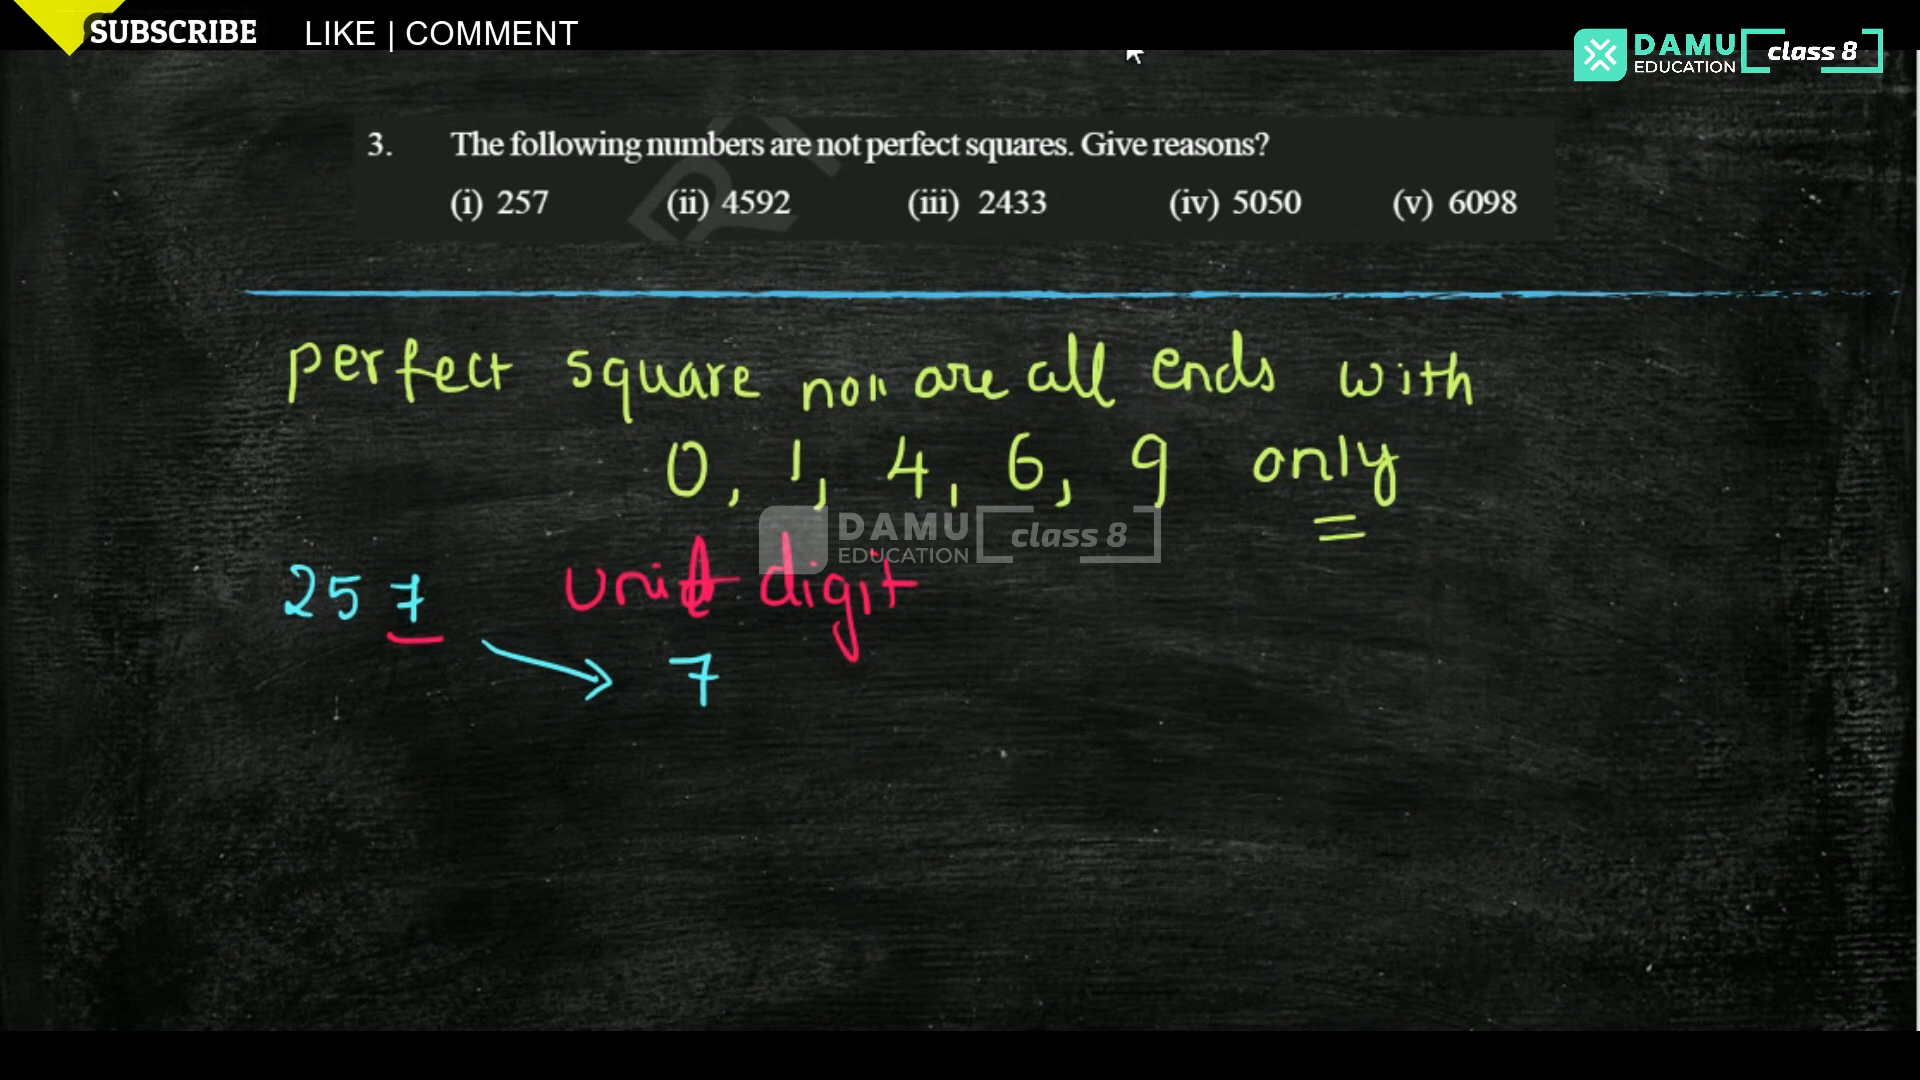 SUBSCRIBE LIKE | COMMENT
DAMU EDUCATION class 8
3. The following numbers are not perfect squares. Give reasons?
(i) 257 (ii) 4592 (iii) 2433 (iv) 5050 (v) 6098
perfect square are all ends with
0, 1, 4, 6, 9 only
DAMU EDUCATION class 8
257 unit digit
7